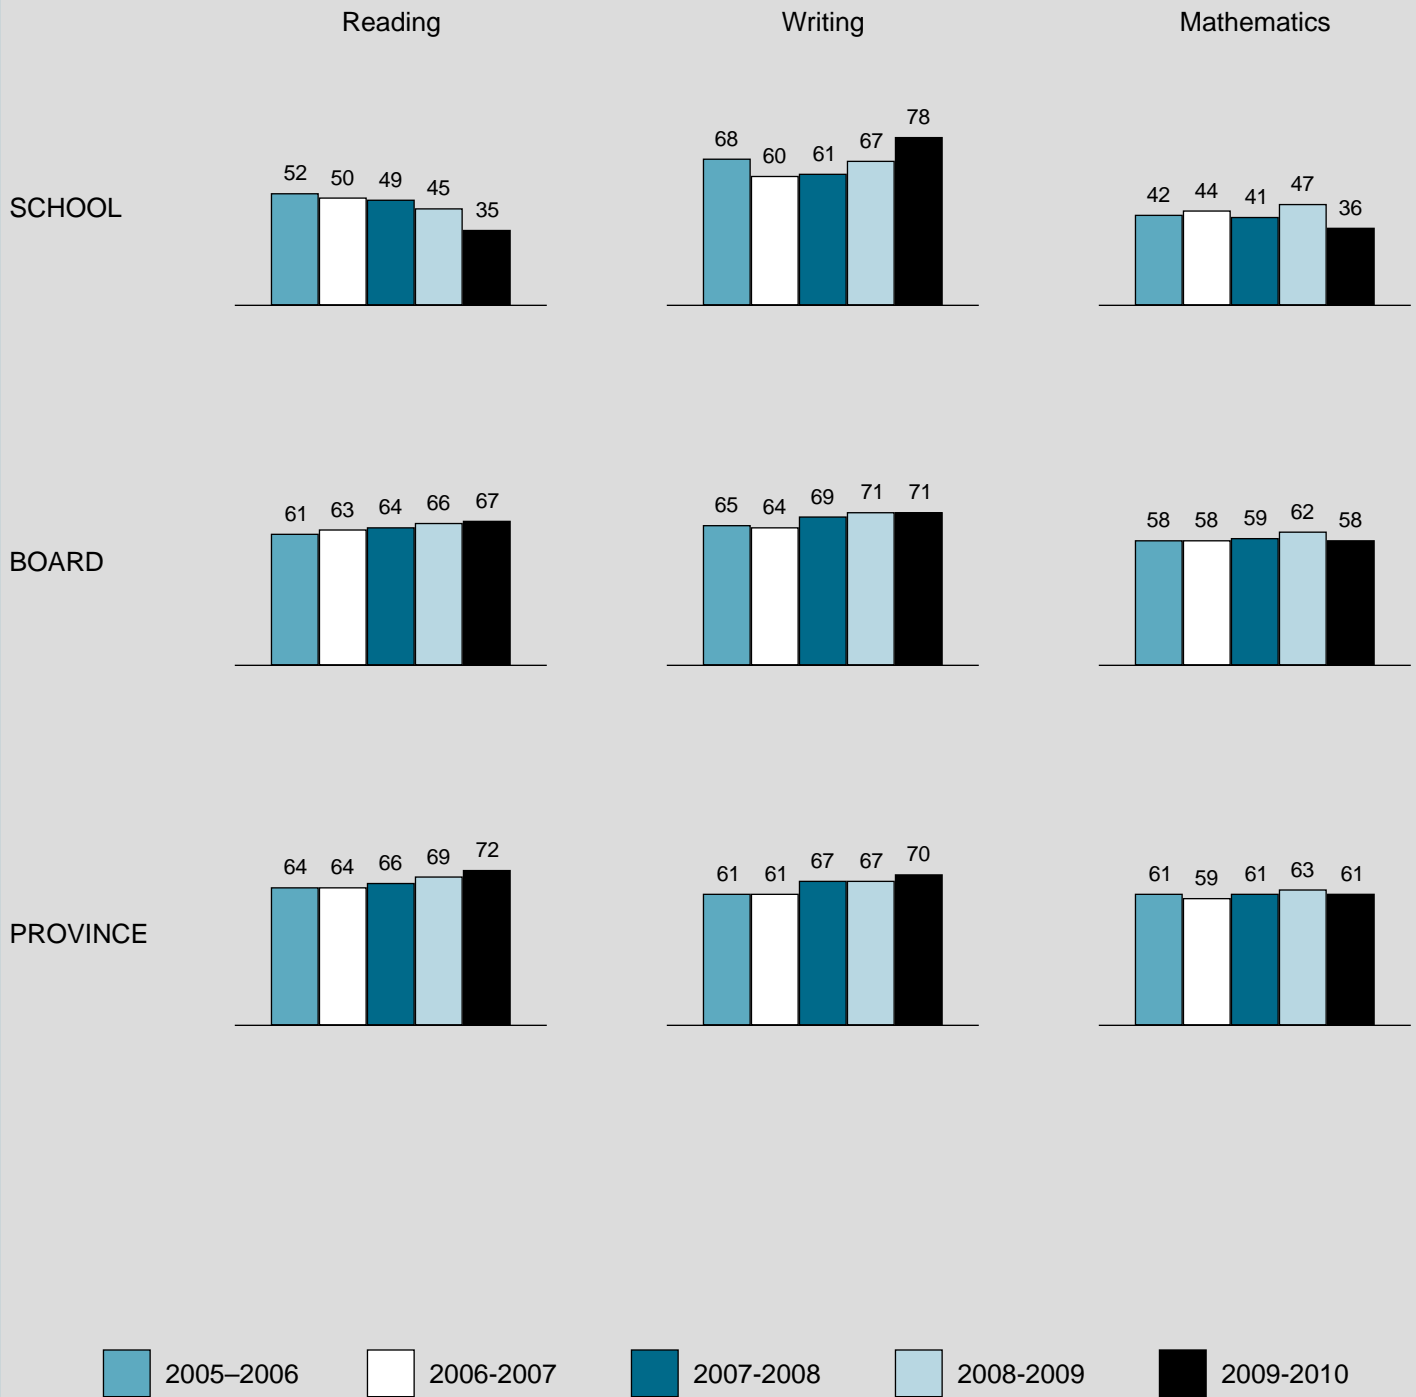 Reading Writing Mathematics
78
68 60 61 67
52 50 49 45 35
42 44 41 47 36
SCHOOL
61 63 64 66 67
65 64 69 71 71
58 58 59 62 58
BOARD
64 64 66 69 72
61 61 67 67 70
61 59 61 63 61
PROVINCE
2005–2006 2006-2007 2007-2008 2008-2009 2009-2010